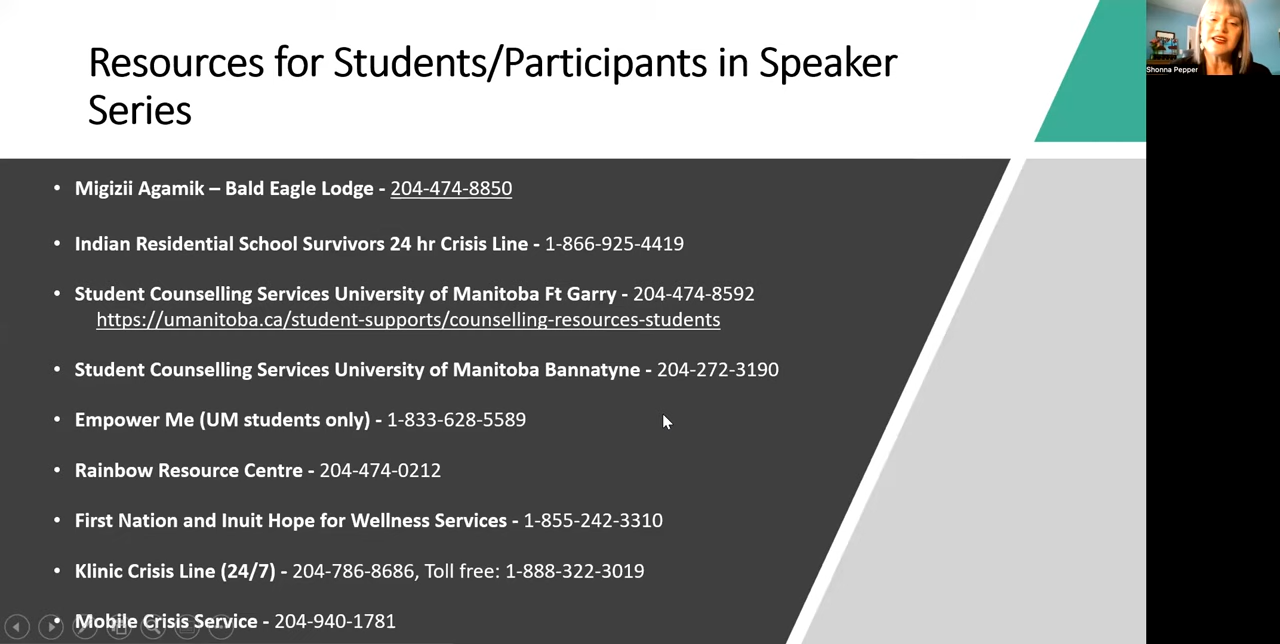 Resources for Students/Participants in Speaker
Series
Shonna Pepper
• Migizii Agamik – Bald Eagle Lodge - 204-474-8850
• Indian Residential School Survivors 24 hr Crisis Line - 1-866-925-4419
• Student Counselling Services University of Manitoba Ft Garry - 204-474-8592
https://umanitoba.ca/student-supports/counselling-resources-students
• Student Counselling Services University of Manitoba Bannatyne - 204-272-3190
• Empower Me (UM students only) - 1-833-628-5589
• Rainbow Resource Centre - 204-474-0212
• First Nation and Inuit Hope for Wellness Services - 1-855-242-3310
• Klinic Crisis Line (24/7) - 204-786-8686, Toll free: 1-888-322-3019
• Mobile Crisis Service - 204-940-1781